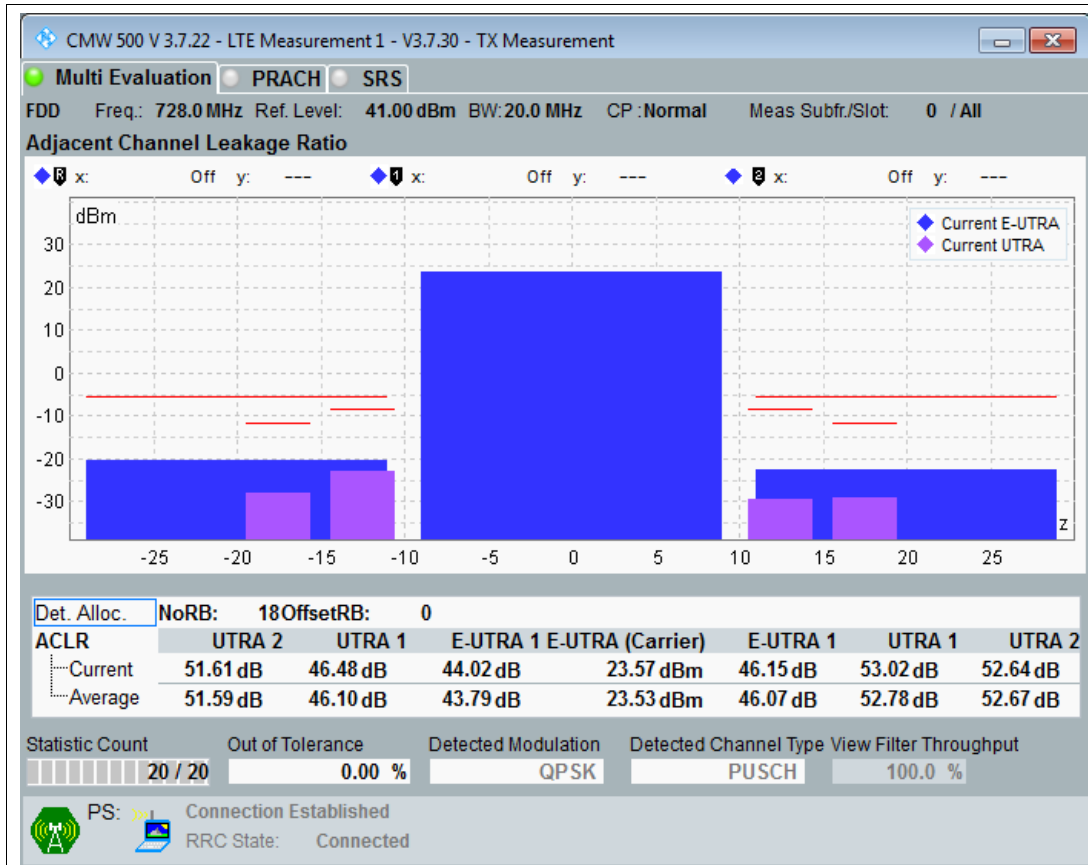 CMW 500 V 3.7.22 - LTE Measurement 1 - V3.7.30 - TX Measurement
Multi Evaluation PRACH SRS
FDD Freq.: 728.0 MHz Ref. Level: 41.00 dBm BW: 20.0 MHz CP : Normal Meas Subfr./Slot: 0 / All
Adjacent Channel Leakage Ratio
R x: Off y: --- 1 x: Off y: --- 2 x: Off y: ---
dBm
Current E-UTRA
Current UTRA
30
20
10
0
-10
-20
-30
z
-25 -20 -15 -10 -5 0 5 10 15 20 25
Det. Alloc. NoRB: 18 OffsetRB: 0
ACLR UTRA 2 UTRA 1 E-UTRA 1 E-UTRA (Carrier) E-UTRA 1 UTRA 1 UTRA 2
Current 51.61 dB 46.48 dB 44.02 dB 23.57 dBm 46.15 dB 53.02 dB 52.64 dB
Average 51.59 dB 46.10 dB 43.79 dB 23.53 dBm 46.07 dB 52.78 dB 52.67 dB
Statistic Count Out of Tolerance Detected Modulation Detected Channel Type View Filter Throughput
20 / 20 0.00 % QPSK PUSCH 100.0 %
PS: Connection Established
RRC State: Connected